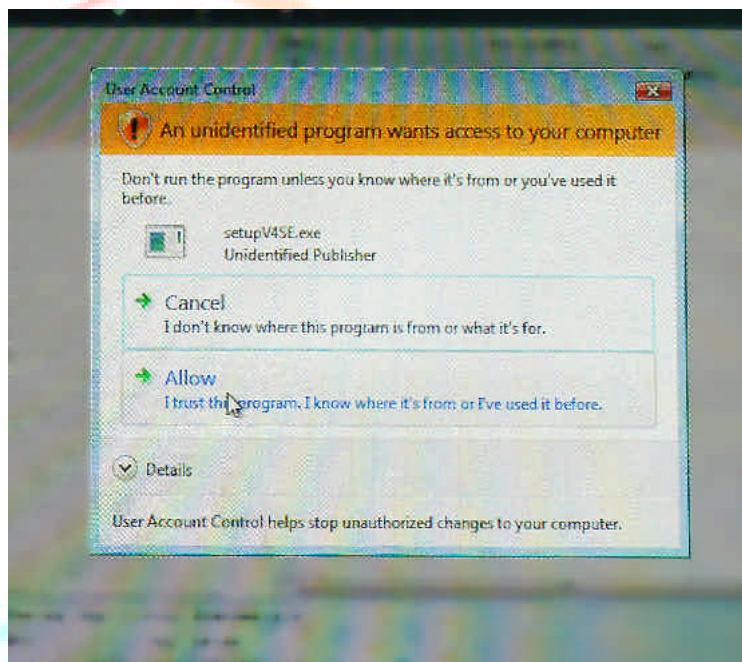 User Account Control
An unidentified program wants access to your computer
Don't run the program unless you know where it's from or you've used it
before.
setupV4SE.exe
Unidentified Publisher
Cancel
I don't know where this program is from or what it's for.
Allow
I trust this program. I know where it's from or I've used it before.
Details
User Account Control helps stop unauthorized changes to your computer.